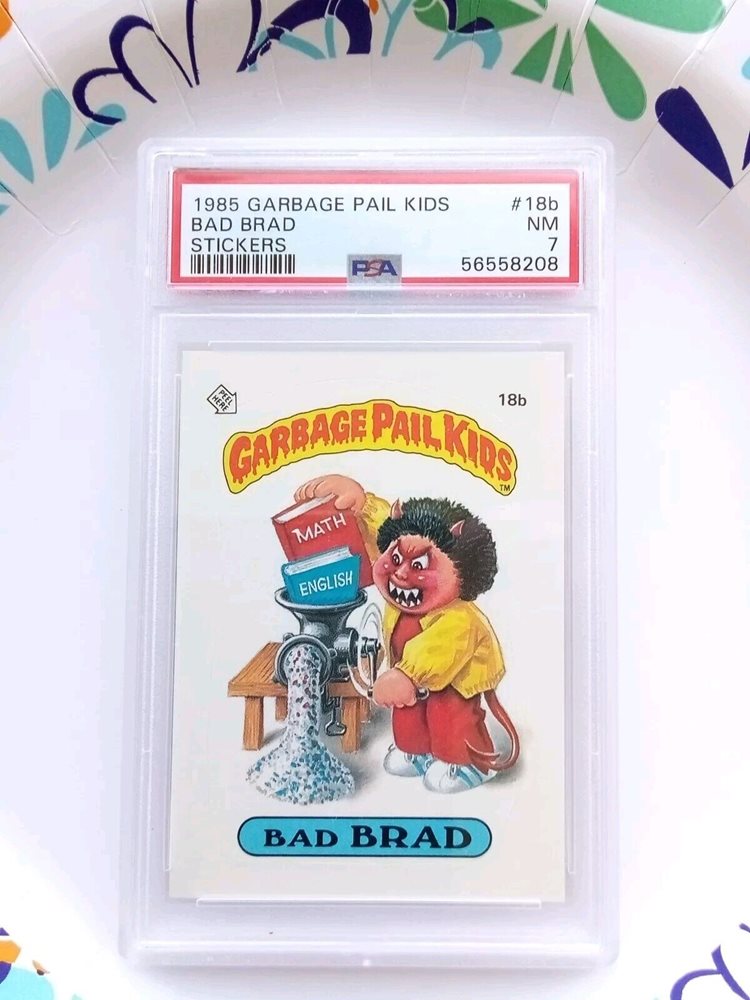 1985 GARBAGE PAIL KIDS #18b
BAD BRAD NM
STICKERS 7
PSA 56558208
PEEL HERE
18b
GARBAGE PAIL KIDS
TM
MATH
ENGLISH
BAD BRAD